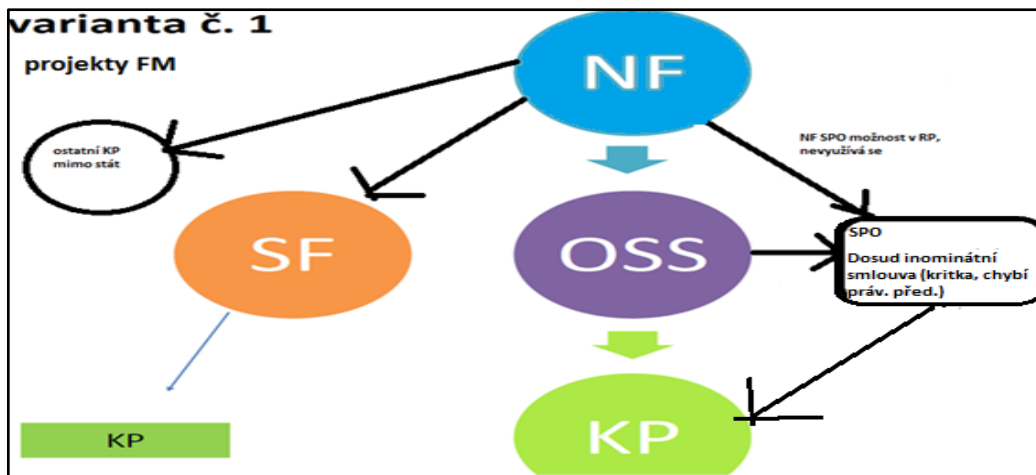 varianta č. 1
projekty FM
NF
ostatní KP
mimo stát
NF SPO možnost v RP,
nevyužívá se
SF
OSS
SPO
Dosud inominátní
smlouva (kritka, chybí
práv. před.)
KP
KP